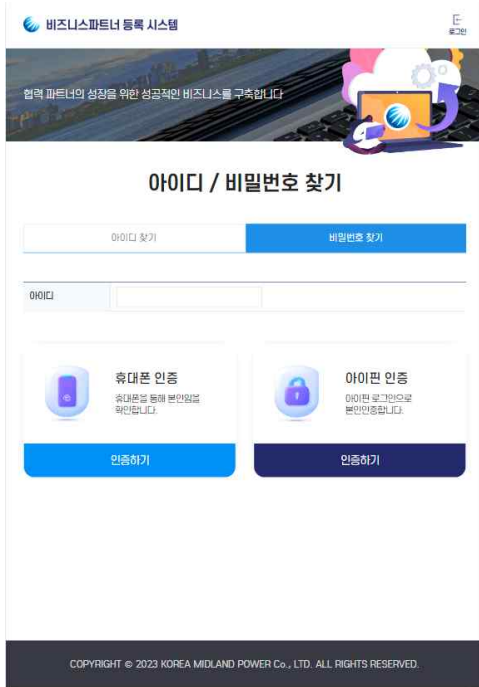 비즈니스파트너 등록 시스템
로그인
협력 파트너의 성장을 위한 성공적인 비즈니스를 구축합니다
아이디 / 비밀번호 찾기
아이디 찾기
비밀번호 찾기
아이디
휴대폰 인증
휴대폰을 통해 본인임을
확인합니다.
인증하기
아이핀 인증
아이핀 로그인으로
본인인증합니다.
인증하기
COPYRIGHT © 2023 KOREA MIDLAND POWER Co., LTD. ALL RIGHTS RESERVED.